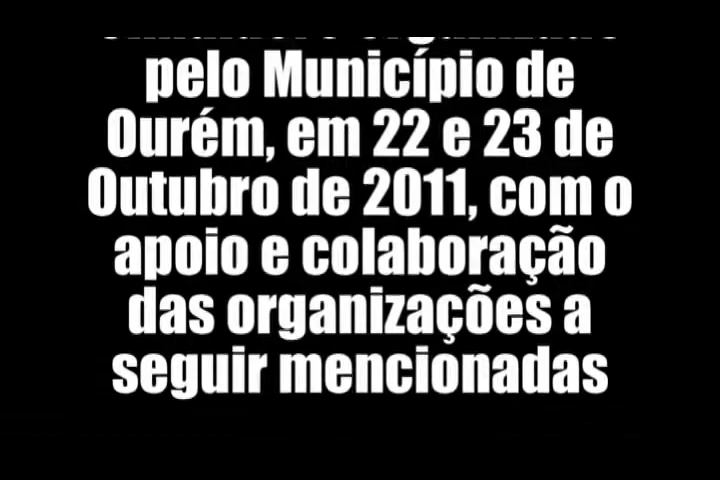 pelo Município de
Ourém, em 22 e 23 de
Outubro de 2011, com o
apoio e colaboração
das organizações a
seguir mencionadas